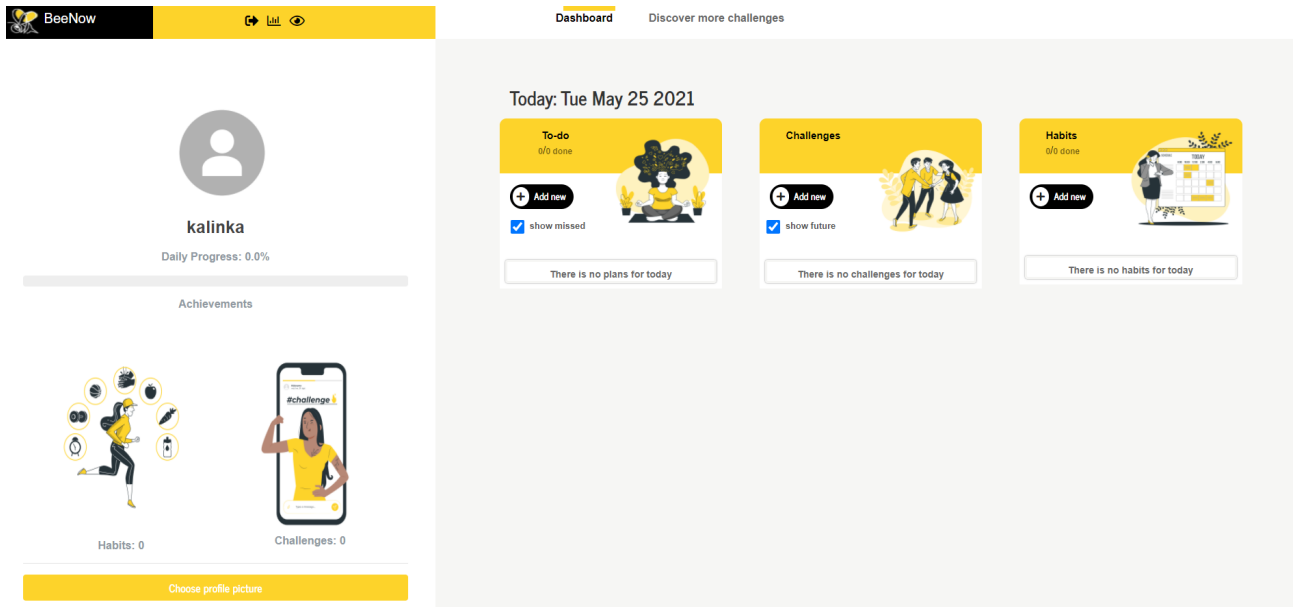 BeeNow
Dashboard
Discover more challenges
kalinka
Daily Progress: 0.0%
Achievements
#challenge
Habits: 0
Challenges: 0
Choose profile picture
Today: Tue May 25 2021
To-do
0/0 done
Add new
show missed
There is no plans for today
Challenges
Add new
show future
There is no challenges for today
Habits
0/0 done
TODAY
Add new
There is no habits for today